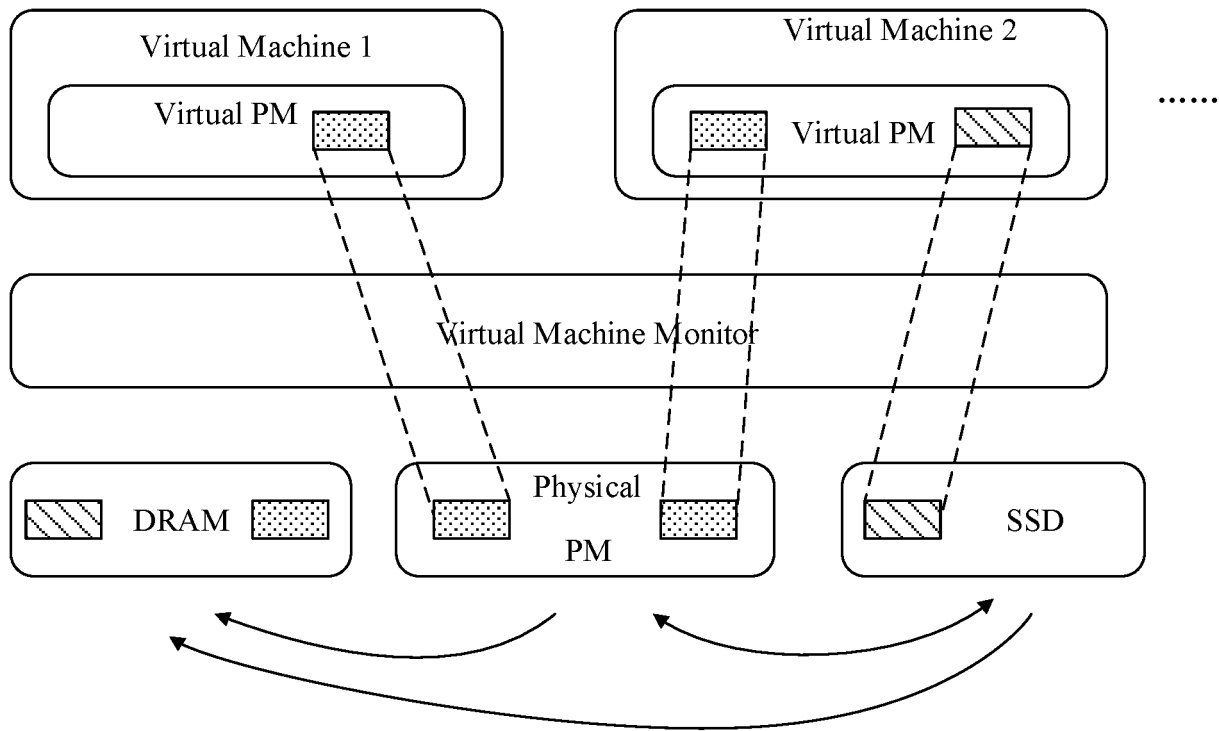 Virtual Machine 1
Virtual Machine 2
Virtual PM
Virtual PM
......
Virtual Machine Monitor
DRAM
Physical
PM
SSD